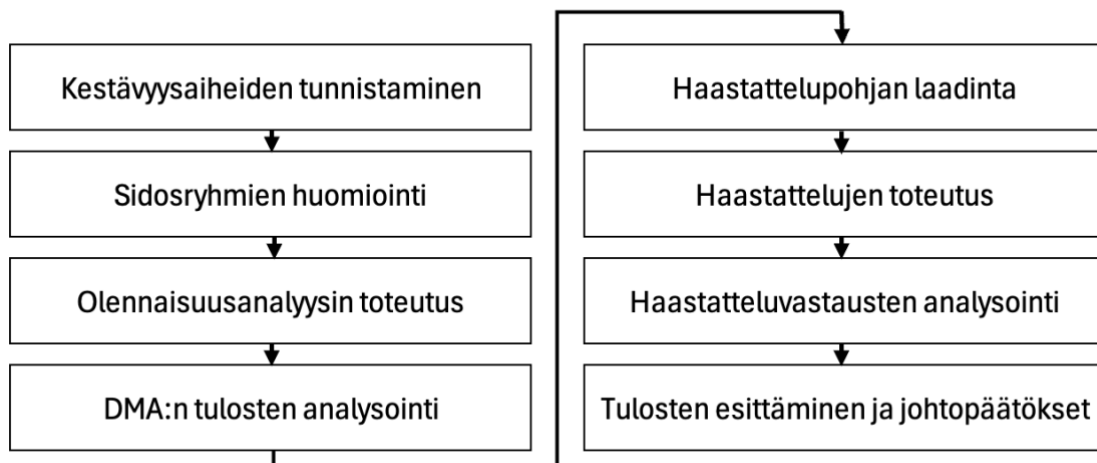 Kestävyysaiheiden tunnistaminen
Sidosryhmien huomiointi
Olennaisuusanalyysin toteutus
DMA:n tulosten analysointi
Haastattelupohjan laadinta
Haastattelujen toteutus
Haastatteluvastausten analysointi
Tulosten esittäminen ja johtopäätökset